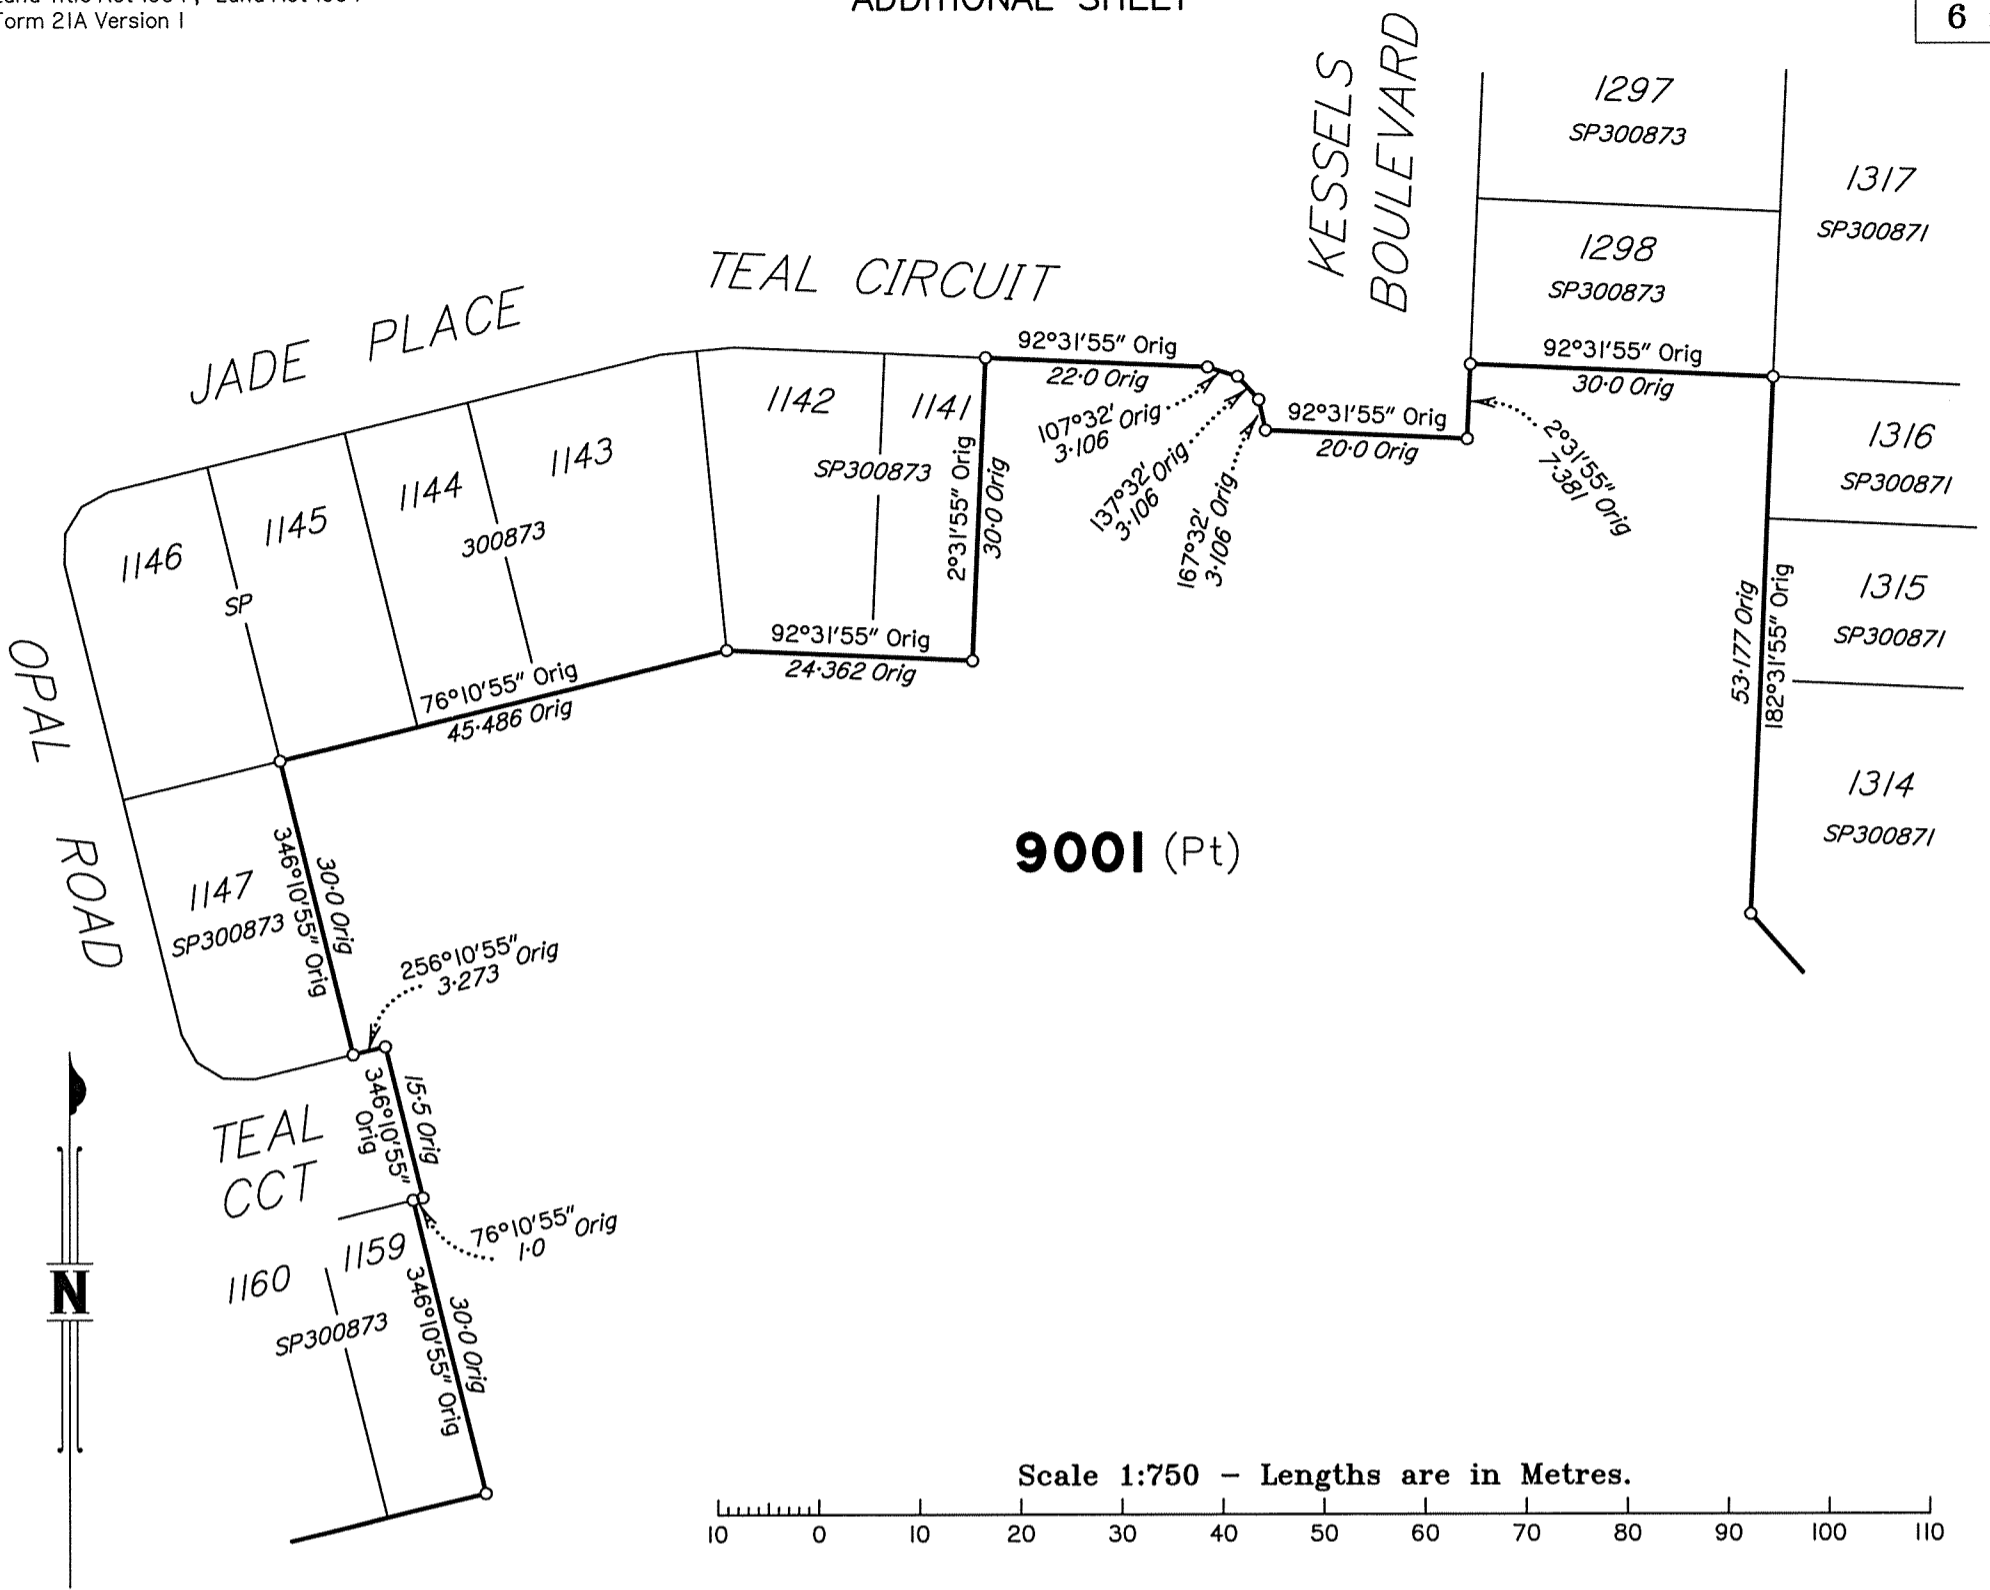 Form 21A Version 1
ADDITIONAL SHEET
6
KESSELS
BOULEVARD
1297
SP300873
1317
SP300871
1298
SP300873
TEAL CIRCUIT
JADE PLACE
92°31'55" Orig
22·0 Orig
92°31'55" Orig
30·0 Orig
107°32' Orig
3·106
137°32' Orig
3·106
167°32' Orig
3·106
92°31'55" Orig
20·0 Orig
2°31'55" Orig
7·381
1316
SP300871
1142
1141
SP300873
2°31'55" Orig
30·0 Orig
1143
1144
300873
1145
1146
SP
92°31'55" Orig
24·362 Orig
76°10'55" Orig
45·486 Orig
1315
SP300871
53·177 Orig
182°31'55" Orig
OPAL ROAD
1314
SP300871
9001 (Pt)
1147
SP300873
30·0 Orig
346°10'55" Orig
256°10'55" Orig
3·273
15·5 Orig
346°10'55"
Orig
TEAL
CCT
76°10'55" Orig
1·0
1159
1160
SP300873
30·0 Orig
346°10'55" Orig
N
Scale 1:750 – Lengths are in Metres.
10 0 10 20 30 40 50 60 70 80 90 100 110